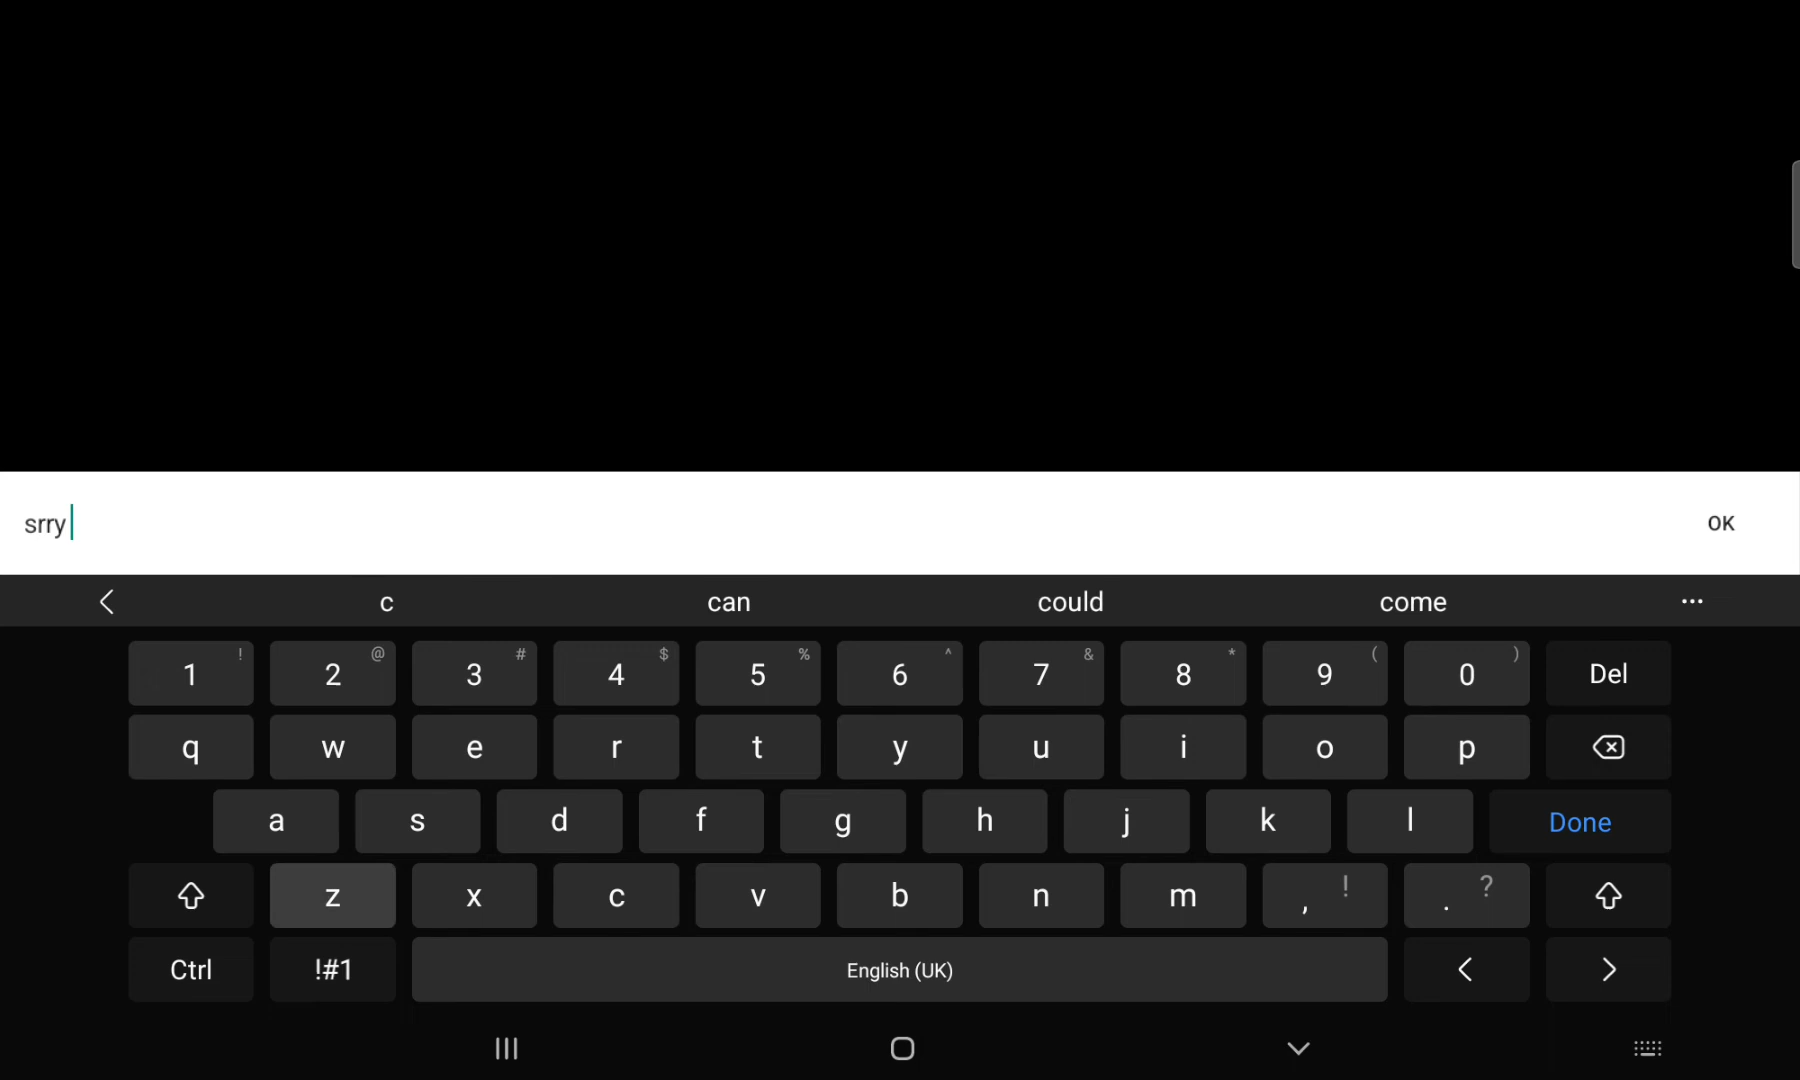 srry
OK
c can could come ...
1 ! 2 @ 3 # 4 $ 5 % 6 ^ 7 & 8 * 9 ( 0 ) Del
q w e r t y u i o p
a s d f g h j k l Done
z x c v b n m , ! . ?
Ctrl !#1 English (UK) < >